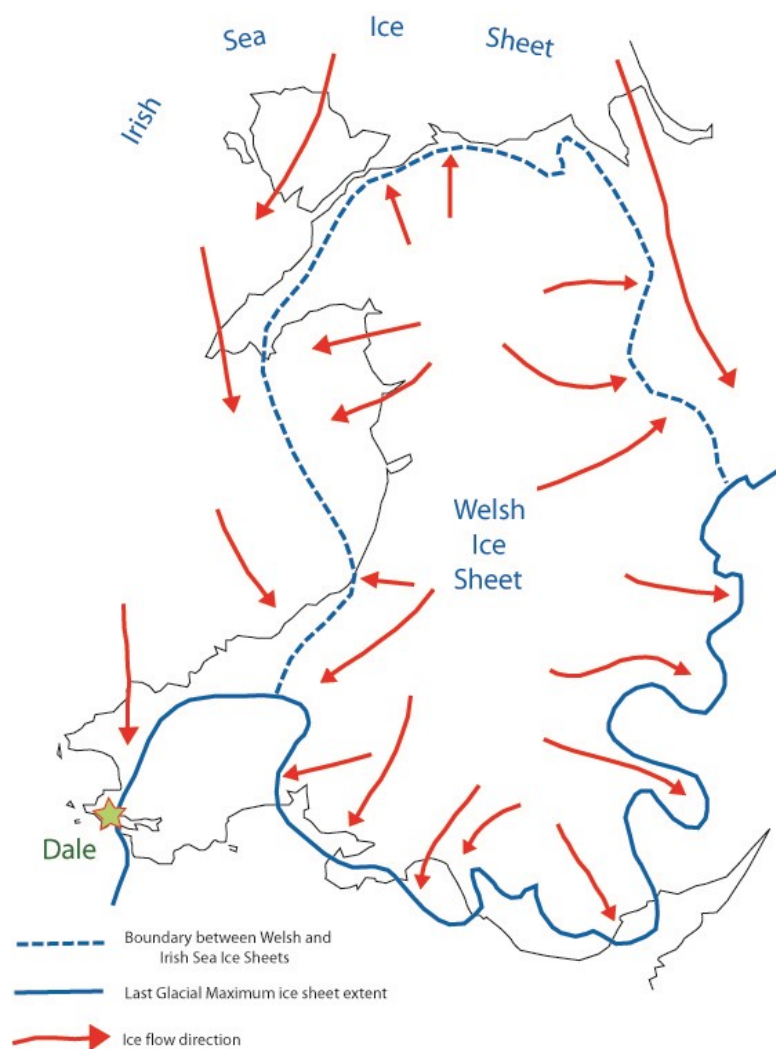 Irish Sea Ice Sheet
Welsh
Ice
Sheet
Dale
Boundary between Welsh and
Irish Sea Ice Sheets
Last Glacial Maximum ice sheet extent
Ice flow direction